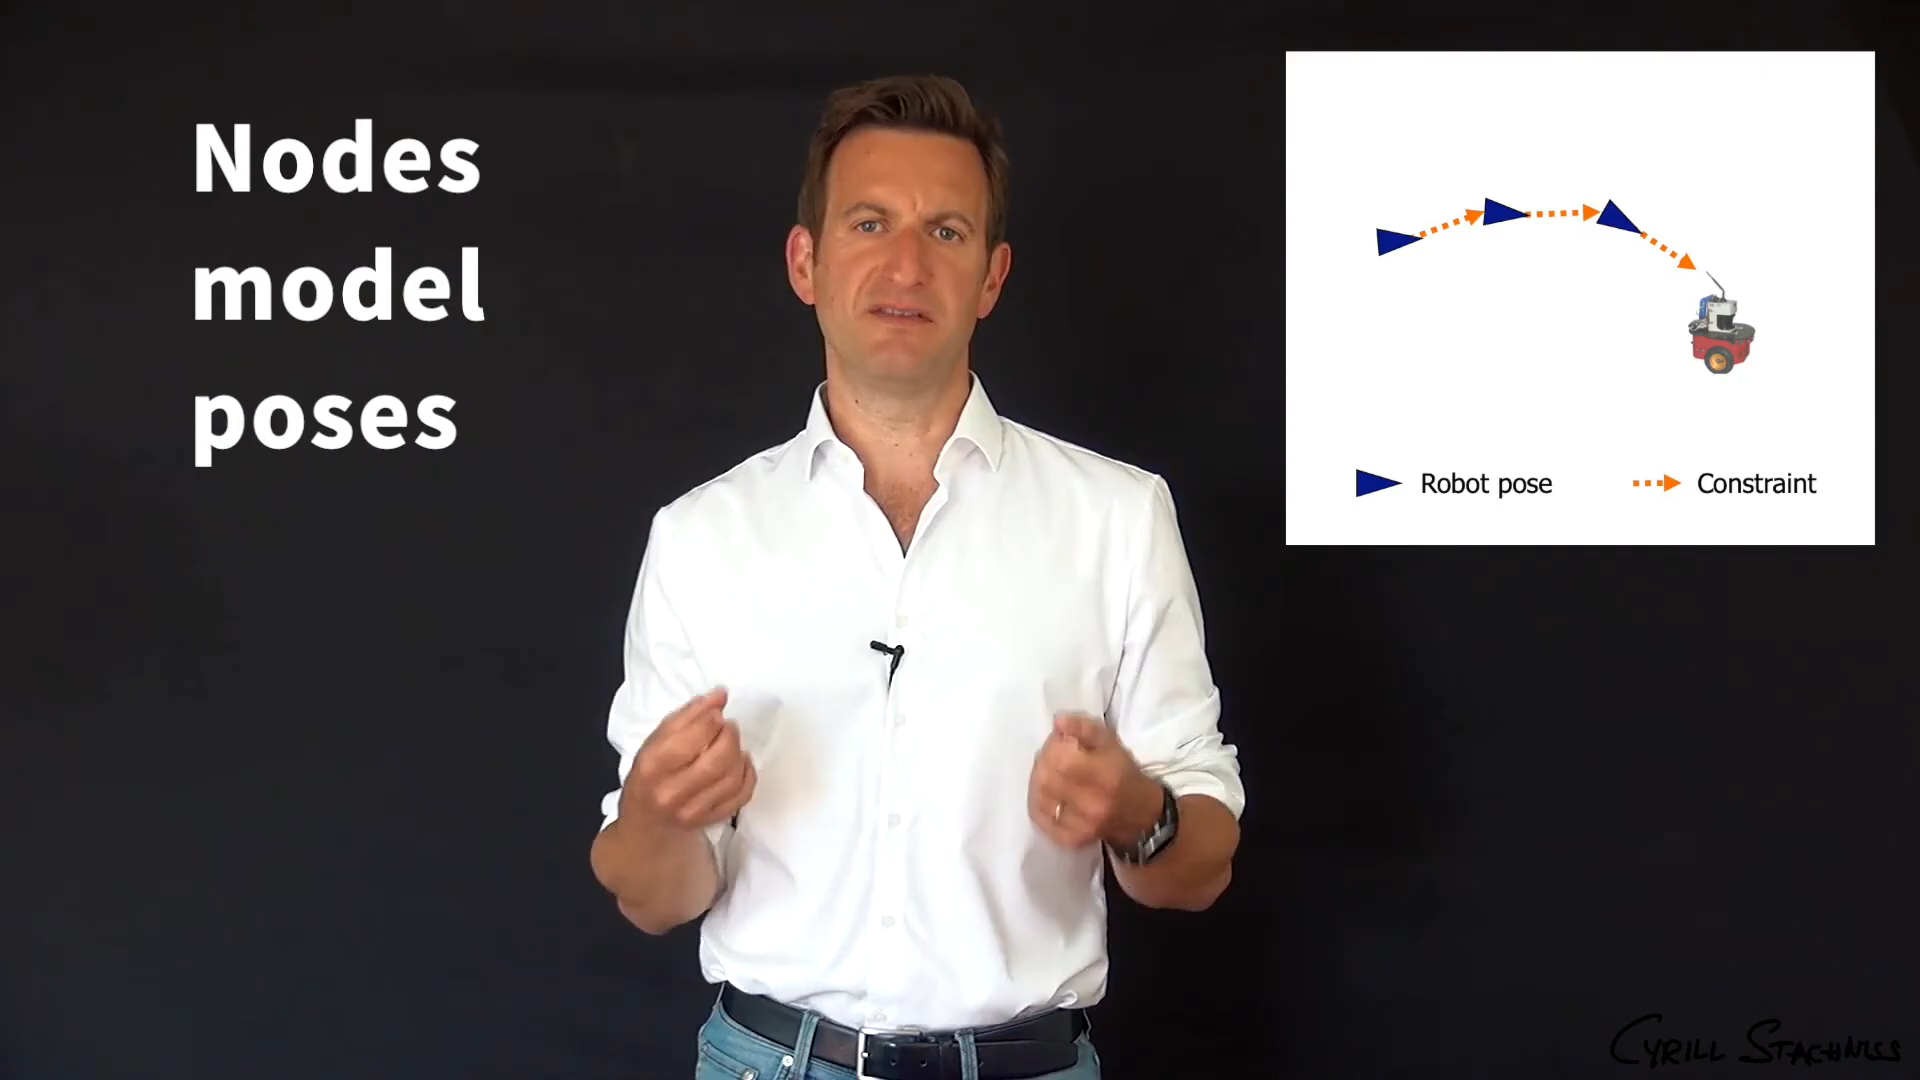 Nodes
model
poses
Robot pose
Constraint
CYRILL STACHNISS